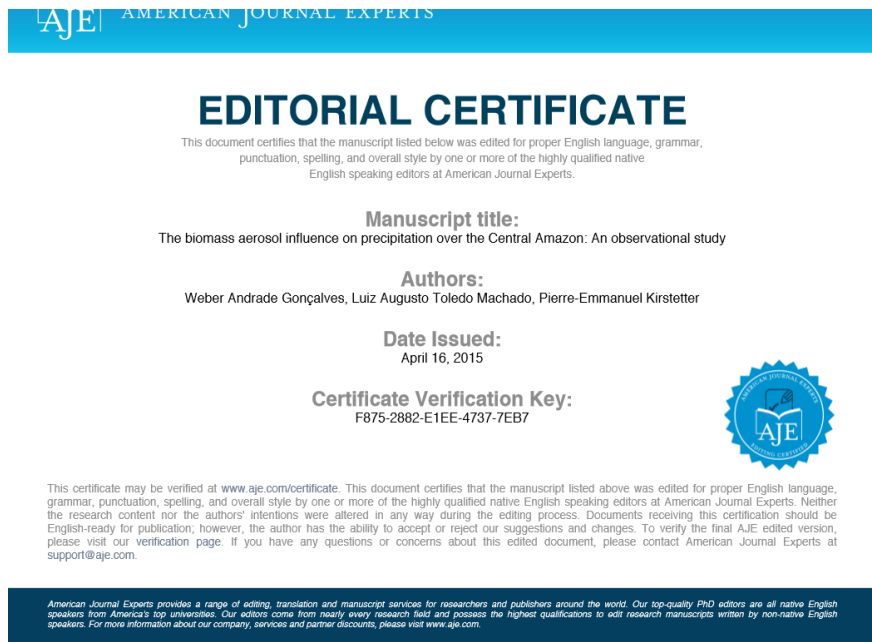 AJE AMERICAN JOURNAL EXPERTS
EDITORIAL CERTIFICATE
This document certifies that the manuscript listed below was edited for proper English language, grammar,
punctuation, spelling, and overall style by one or more of the highly qualified native
English speaking editors at American Journal Experts.
Manuscript title:
The biomass aerosol influence on precipitation over the Central Amazon: An observational study
Authors:
Weber Andrade Gonçalves, Luiz Augusto Toledo Machado, Pierre-Emmanuel Kirstetter
Date Issued:
April 16, 2015
Certificate Verification Key:
F875-2882-E1EE-4737-7EB7
AMERICAN JOURNAL EXPERTS
AJE
EDITING CERTIFIED
This certificate may be verified at www.aje.com/certificate. This document certifies that the manuscript listed above was edited for proper English language,
grammar, punctuation, spelling, and overall style by one or more of the highly qualified native English speaking editors at American Journal Experts. Neither
the research content nor the authors' intentions were altered in any way during the editing process. Documents receiving this certification should be
English-ready for publication; however, the author has the ability to accept or reject our suggestions and changes. To verify the final AJE edited version,
please visit our verification page. If you have any questions or concerns about this edited document, please contact American Journal Experts at
support@aje.com.
American Journal Experts provides a range of editing, translation and manuscript services for researchers and publishers around the world. Our top-quality PhD editors are all native English
speakers from America's top universities. Our editors come from nearly every research field and possess the highest qualifications to edit research manuscripts written by non-native English
speakers. For more information about our company, services and partner discounts, please visit www.aje.com.